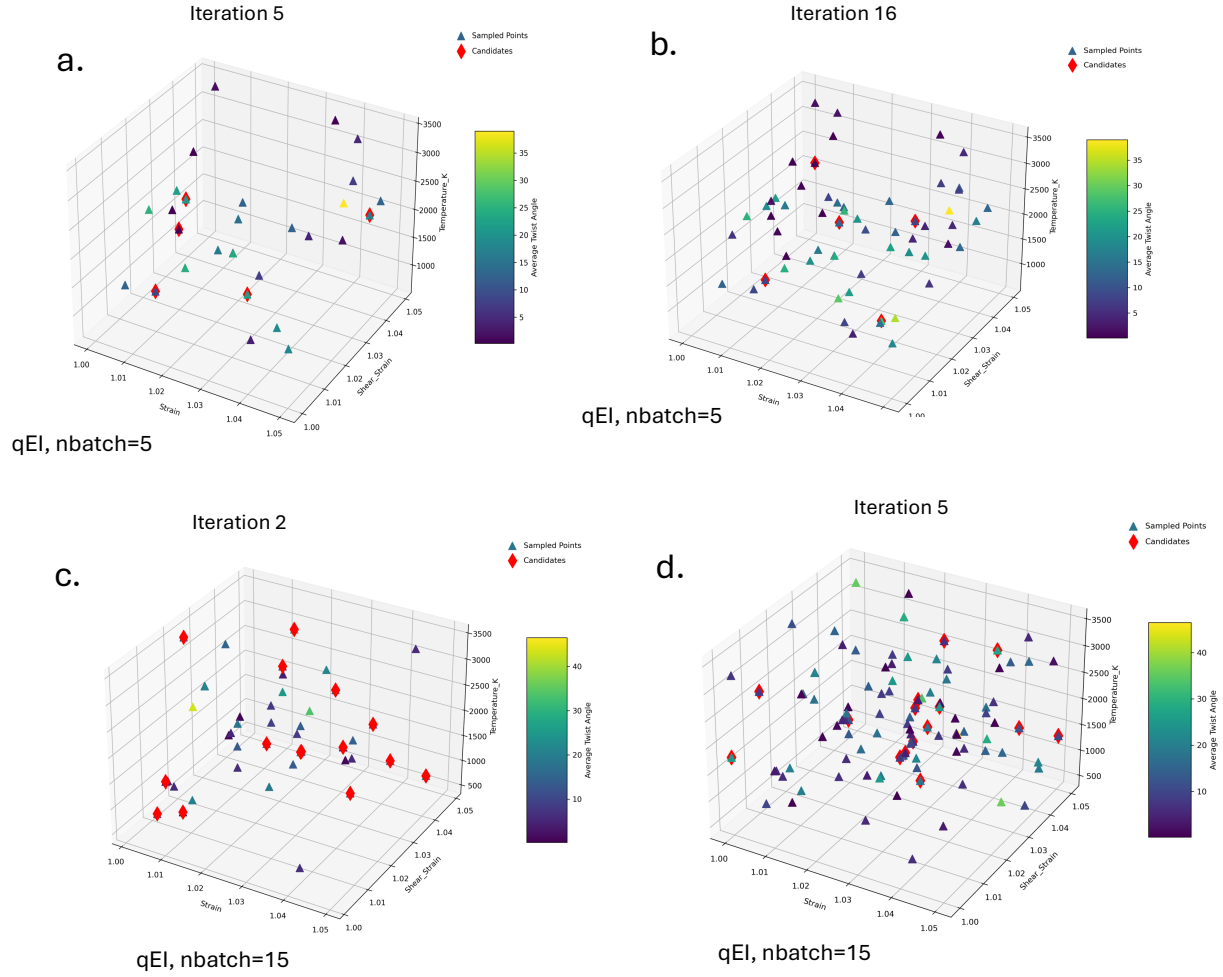 Iteration 5
a.
Sampled Points
Candidates
3500
3000
2500
2000
1500
1000
Temperature_K
1.05
1.04
1.03
1.02
1.01
1.00
Shear_Strain
1.00
1.01
1.02
1.03
1.04
1.05
Strain
35
30
25
20
15
10
5
Average Twist Angle
qEI, nbatch=5
Iteration 16
b.
Sampled Points
Candidates
3500
3000
2500
2000
1500
1000
Temperature_K
1.05
1.04
1.03
1.02
1.01
1.00
Shear_Strain
1.00
1.01
1.02
1.03
1.04
Strain
35
30
25
20
15
10
5
Average Twist Angle
qEI, nbatch=5
Iteration 2
c.
Sampled Points
Candidates
3500
3000
2500
2000
1500
1000
500
Temperature_K
1.05
1.04
1.03
1.02
1.01
1.00
Shear_Strain
1.00
1.01
1.02
1.03
1.04
1.05
Strain
40
30
20
10
Average Twist Angle
qEI, nbatch=15
Iteration 5
d.
Sampled Points
Candidates
3500
3000
2500
2000
1500
1000
500
Temperature_K
1.05
1.04
1.03
1.02
1.01
1.00
Shear_Strain
1.00
1.01
1.02
1.03
1.04
1.05
Strain
40
30
20
10
Average Twist Angle
qEI, nbatch=15